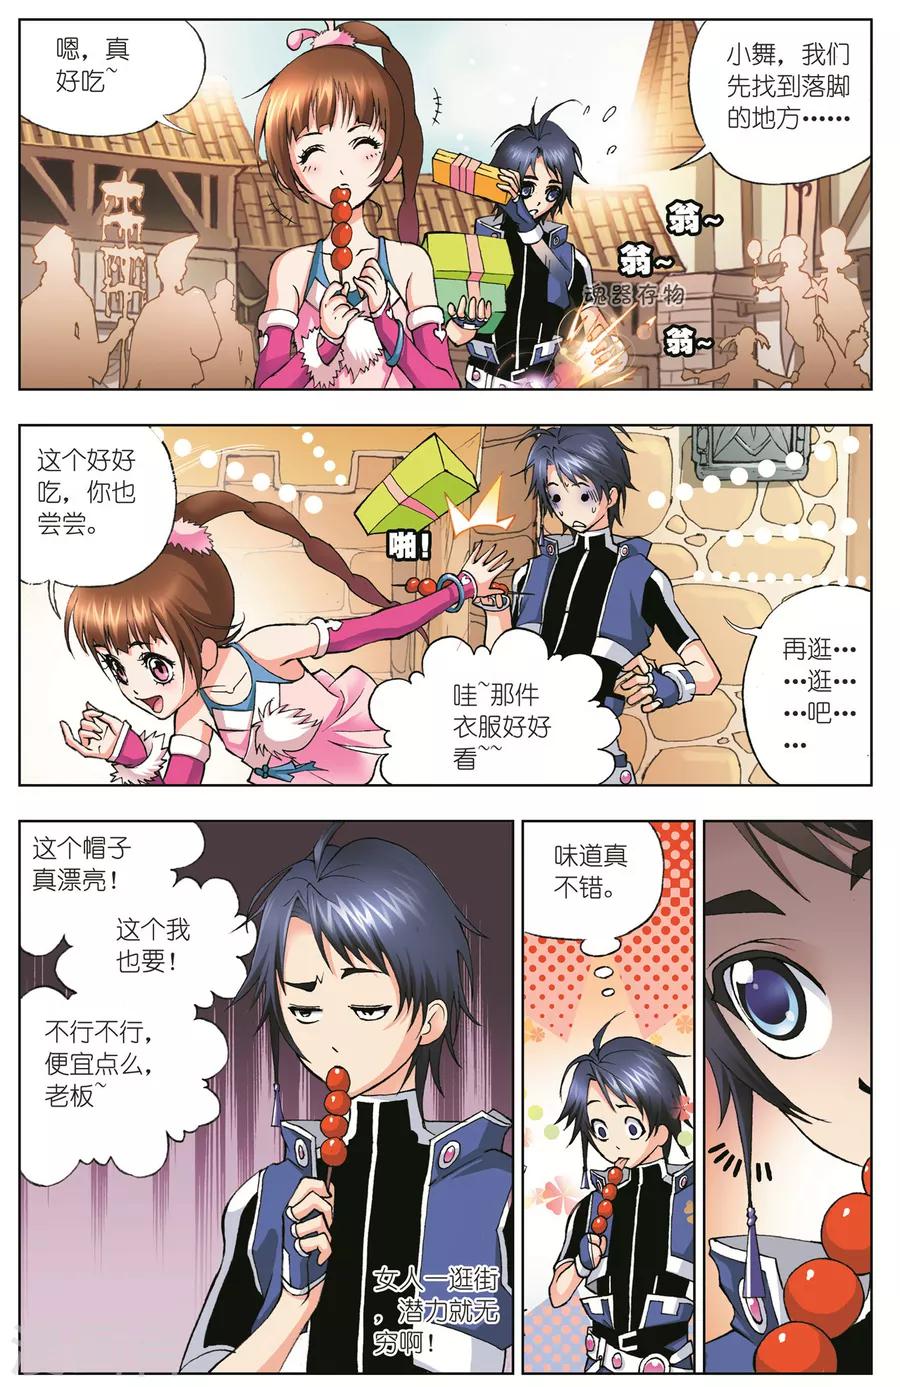 嗯，真
好吃~
小舞，我们
先找到落脚
的地方……
翁~
翁~
魂器存物
翁~
这个好好
吃，你也
尝尝。
啪！
哇~那件
衣服好好
看~~
再逛…
…逛…
…吧…
…
这个帽子
真漂亮！
这个我
也要！
不行不行，
便宜点么，
老板~
女人一逛街
，潜力就无
穷啊！
味道真
不错。